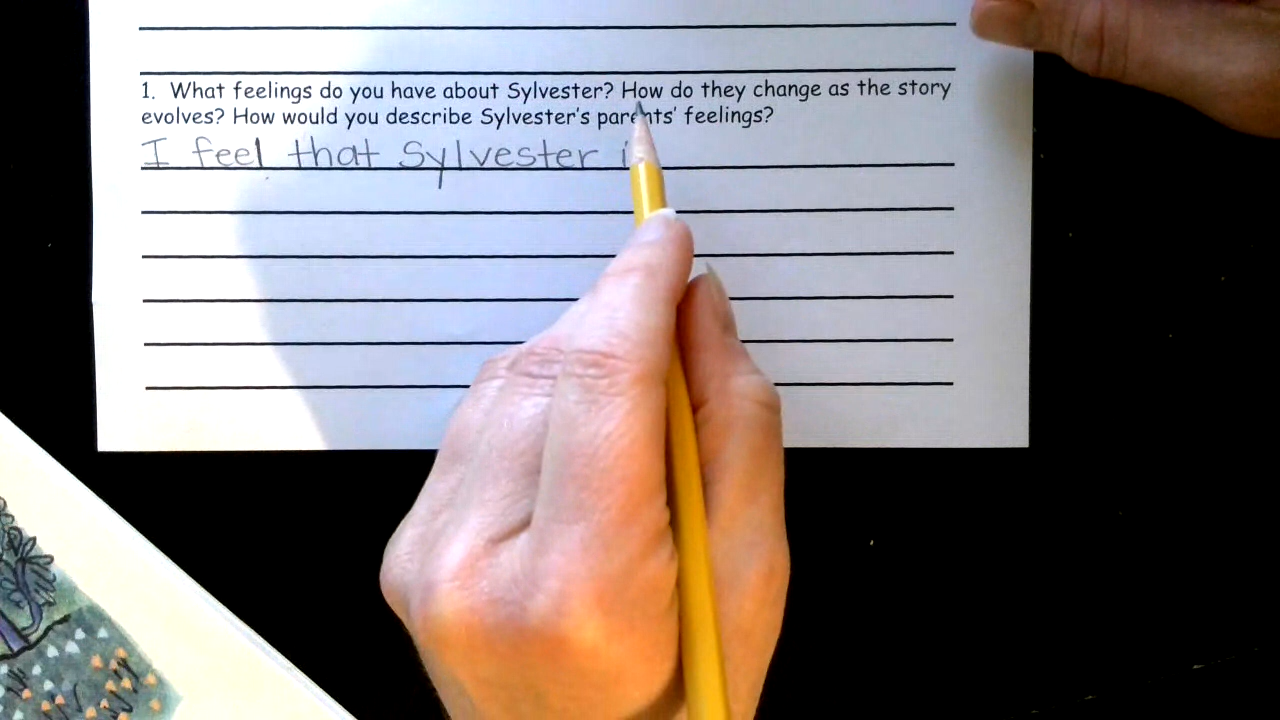 1. What feelings do you have about Sylvester? How do they change as the story
evolves? How would you describe Sylvester's parents' feelings?
I feel that Sylvester i